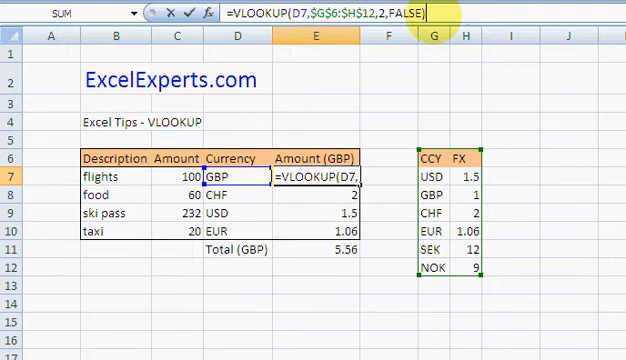 SUM =VLOOKUP(D7,$G$6:$H$12,2,FALSE)
A B C D E F G H
1
2 ExcelExperts.com
3
4 Excel Tips - VLOOKUP
5
6 Description Amount Currency Amount (GBP) CCY FX
7 flights 100 GBP =VLOOKUP(D7, USD 1.5
8 food 60 CHF 2 GBP 1
9 ski pass 232 USD 1.5 CHF 2
10 taxi 20 EUR 1.06 EUR 1.06
11 Total (GBP) 5.56 SEK 12
12 NOK 9
13
14
15
16
17